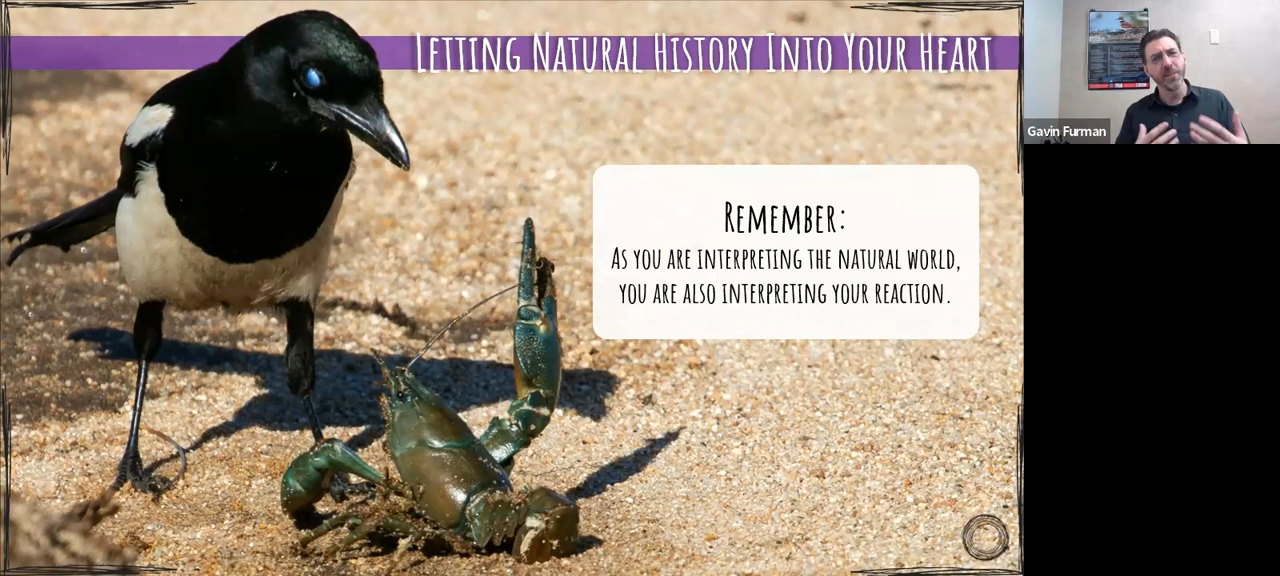 Letting Natural History Into Your Heart
Gavin Furman
Remember:
As you are interpreting the natural world,
you are also interpreting your reaction.